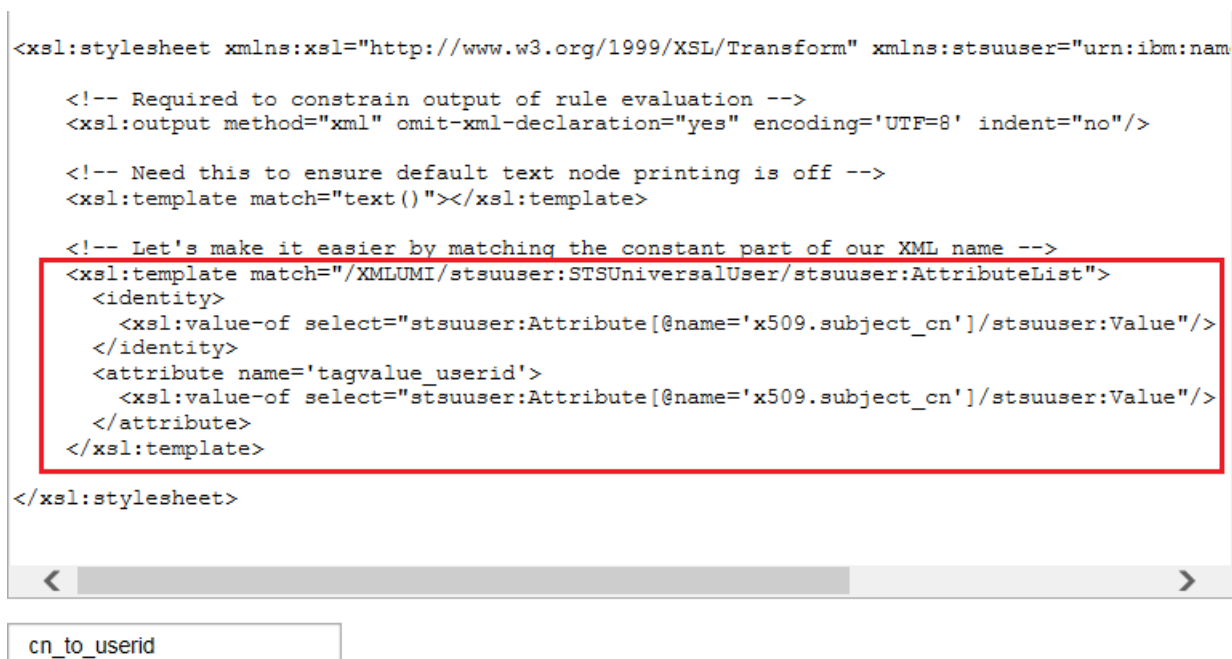 <xsl:stylesheet xmlns:xsl="http://www.w3.org/1999/XSL/Transform" xmlns:stsuuser="urn:ibm:nam
<!-- Required to constrain output of rule evaluation -->
<xsl:output method="xml" omit-xml-declaration="yes" encoding='UTF=8' indent="no"/>
<!-- Need this to ensure default text node printing is off -->
<xsl:template match="text()"></xsl:template>
<!-- Let's make it easier by matching the constant part of our XML name -->
<xsl:template match="/XMLUMI/stsuuser:STSUniversalUser/stsuuser:AttributeList">
<identity>
<xsl:value-of select="stsuuser:Attribute[@name='x509.subject_cn']/stsuuser:Value"/>
</identity>
<attribute name='tagvalue_userid'>
<xsl:value-of select="stsuuser:Attribute[@name='x509.subject_cn']/stsuuser:Value"/>
</attribute>
</xsl:template>
</xsl:stylesheet>
cn_to_userid